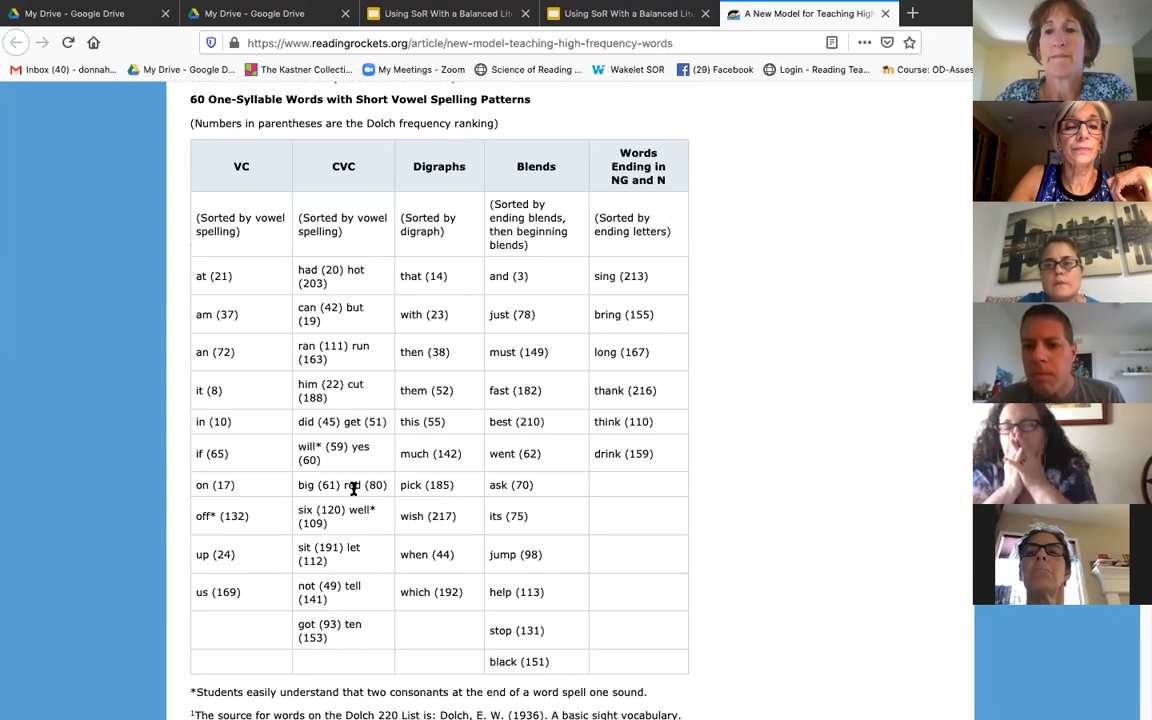 My Drive - Google Drive
My Drive - Google Drive
Using SoR With a Balanced Lit
Using SoR With a Balanced Lite
A New Model for Teaching High
https://www.readingrockets.org/article/new-model-teaching-high-frequency-words
Inbox (40) - donnah...
My Drive - Google D...
The Kastner Collecti...
My Meetings - Zoom
Science of Reading ...
Wakelet SOR
(29) Facebook
Login - Reading Tea...
Course: OD-Asses
60 One-Syllable Words with Short Vowel Spelling Patterns
(Numbers in parentheses are the Dolch frequency ranking)
VC
CVC
Digraphs
Blends
Words
Ending in
NG and N
(Sorted by vowel
spelling)
(Sorted by vowel
spelling)
(Sorted by
digraph)
(Sorted by
ending blends,
then beginning
blends)
(Sorted by
ending letters)
at (21)
had (20) hot
(203)
that (14)
and (3)
sing (213)
am (37)
can (42) but
(19)
with (23)
just (78)
bring (155)
an (72)
ran (111) run
(163)
then (38)
must (149)
long (167)
it (8)
him (22) cut
(188)
them (52)
fast (182)
thank (216)
in (10)
did (45) get (51)
this (55)
best (210)
think (110)
if (65)
will* (59) yes
(60)
much (142)
went (62)
drink (159)
on (17)
big (61) red (80)
pick (185)
ask (70)
off* (132)
six (120) well*
(109)
wish (217)
its (75)
up (24)
sit (191) let
(112)
when (44)
jump (98)
us (169)
not (49) tell
(141)
which (192)
help (113)
got (93) ten
(153)
stop (131)
black (151)
*Students easily understand that two consonants at the end of a word spell one sound.
¹The source for words on the Dolch 220 List is: Dolch, E. W. (1936). A basic sight vocabulary.